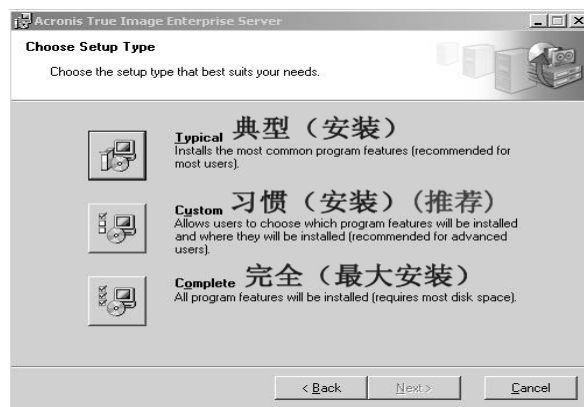 Acronis True Image Enterprise Server
Choose Setup Type
Choose the setup type that best suits your needs.
Typical 典型（安装）
Installs the most common program features (recommended for
most users).
Custom 习惯（安装）(推荐）
Allows users to choose which program features will be installed
and where they will be installed (recommended for advanced
users).
Complete 完全（最大安装）
All program features will be installed (requires most disk space).
< Back
Next >
Cancel